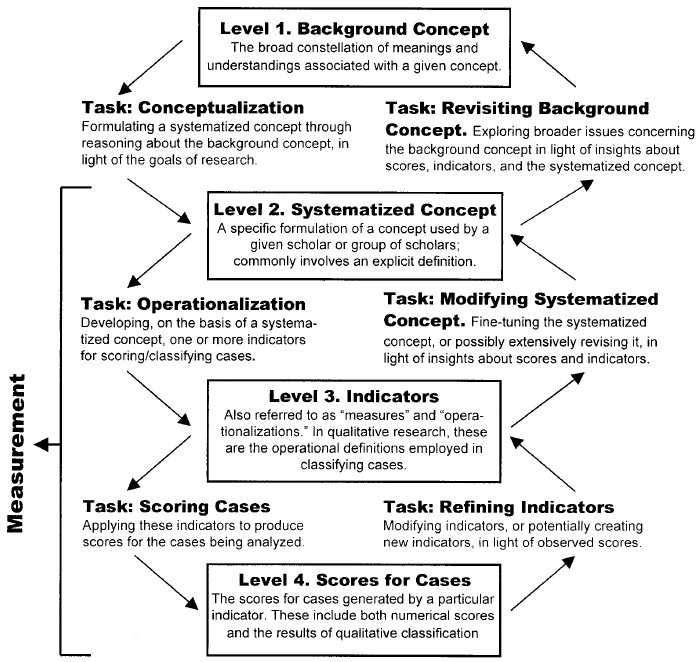 Level 1. Background Concept
The broad constellation of meanings and
understandings associated with a given concept.
Task: Conceptualization
Formulating a systematized concept through
reasoning about the background concept, in
light of the goals of research.
Task: Revisiting Background
Concept. Exploring broader issues concerning
the background concept in light of insights about
scores, indicators, and the systematized concept.
Level 2. Systematized Concept
A specific formulation of a concept used by a
given scholar or group of scholars;
commonly involves an explicit definition.
Task: Operationalization
Developing, on the basis of a systema-
tized concept, one or more indicators
for scoring/classifying cases.
Task: Modifying Systematized
Concept. Fine-tuning the systematized
concept, or possibly extensively revising it, in
light of insights about scores and indicators.
Level 3. Indicators
Also referred to as “measures” and “opera-
tionalizations.” In qualitative research, these
are the operational definitions employed in
classifying cases.
Measurement
Task: Scoring Cases
Applying these indicators to produce
scores for the cases being analyzed.
Task: Refining Indicators
Modifying indicators, or potentially creating
new indicators, in light of observed scores.
Level 4. Scores for Cases
The scores for cases generated by a particular
indicator. These include both numerical scores
and the results of qualitative classification